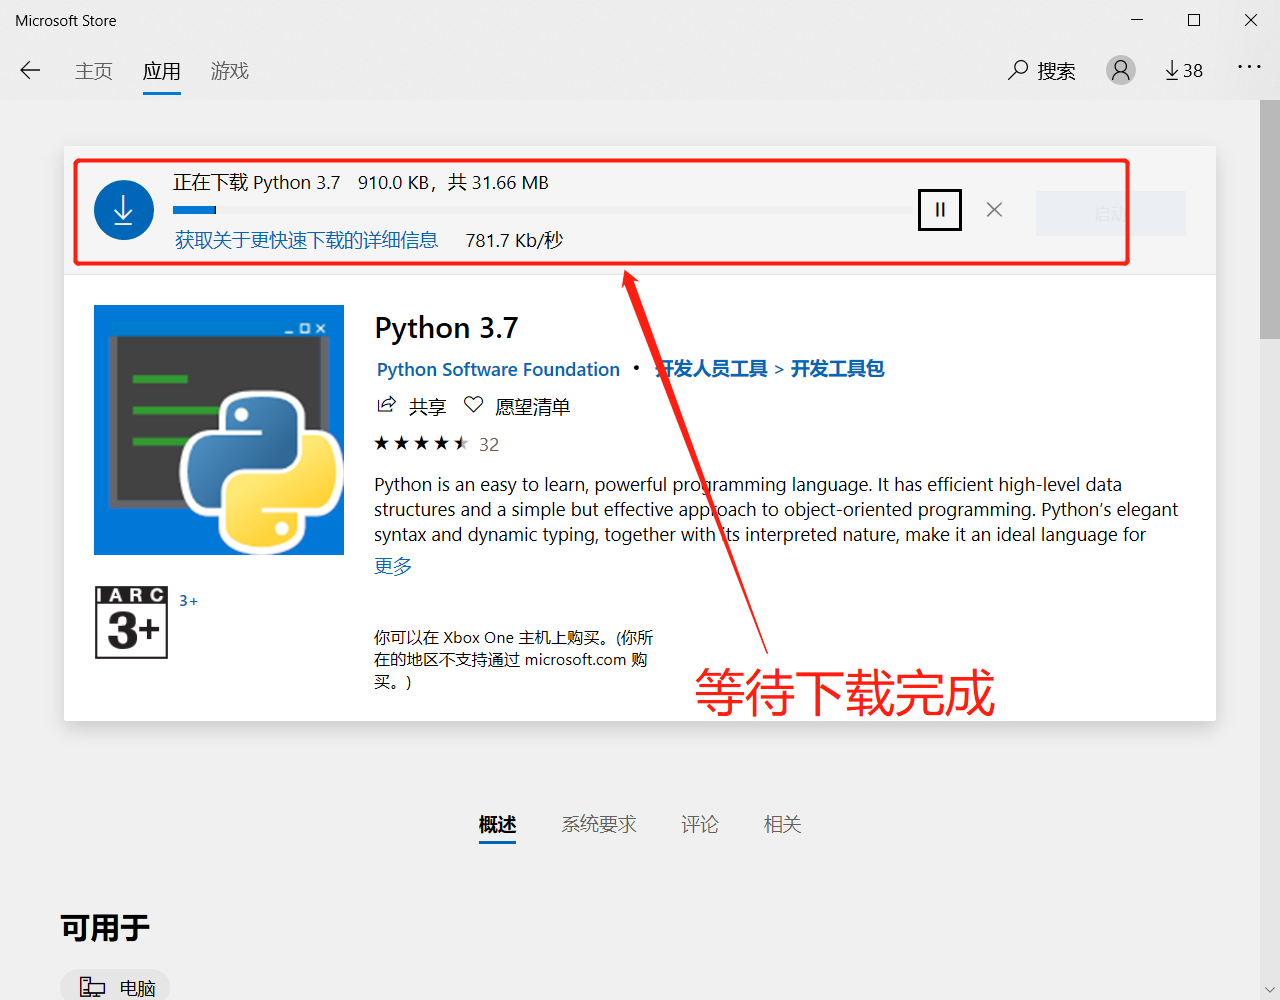 Microsoft Store
主页 应用 游戏 搜索 38
正在下载 Python 3.7 910.0 KB，共 31.66 MB
启动
获取关于更快速下载的详细信息 781.7 Kb/秒
Python 3.7
Python Software Foundation • 开发人员工具 > 开发工具包
共享 愿望清单
32
Python is an easy to learn, powerful programming language. It has efficient high-level data
structures and a simple but effective approach to object-oriented programming. Python's elegant
syntax and dynamic typing, together with its interpreted nature, make it an ideal language for
更多
IARC
3+
3+
你可以在 Xbox One 主机上购买。(你所
在的地区不支持通过 microsoft.com 购
买。)
等待下载完成
概述 系统要求 评论 相关
可用于
电脑